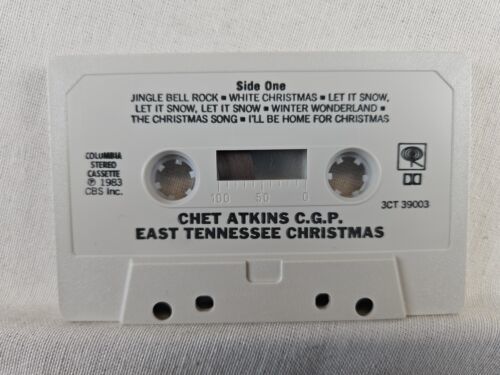 Side One
JINGLE BELL ROCK ▪ WHITE CHRISTMAS ▪ LET IT SNOW,
LET IT SNOW, LET IT SNOW ▪ WINTER WONDERLAND ▪
THE CHRISTMAS SONG ▪ I'LL BE HOME FOR CHRISTMAS
COLUMBIA
STEREO
CASSETTE
℗ 1983
CBS Inc.
100 50 0
3CT 39003
CHET ATKINS C.G.P.
EAST TENNESSEE CHRISTMAS